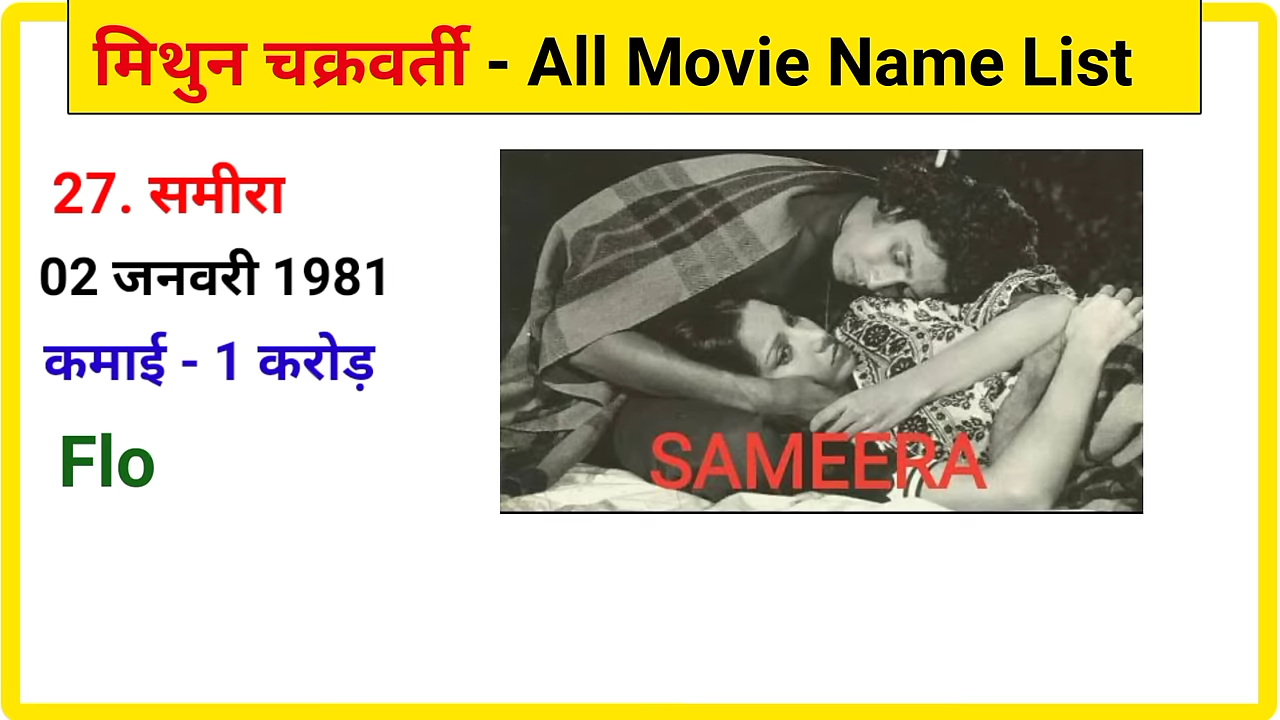 मिथुन चक्रवर्ती - All Movie Name List
27. समीरा
02 जनवरी 1981
कमाई - 1 करोड़
Flo
SAMEERA